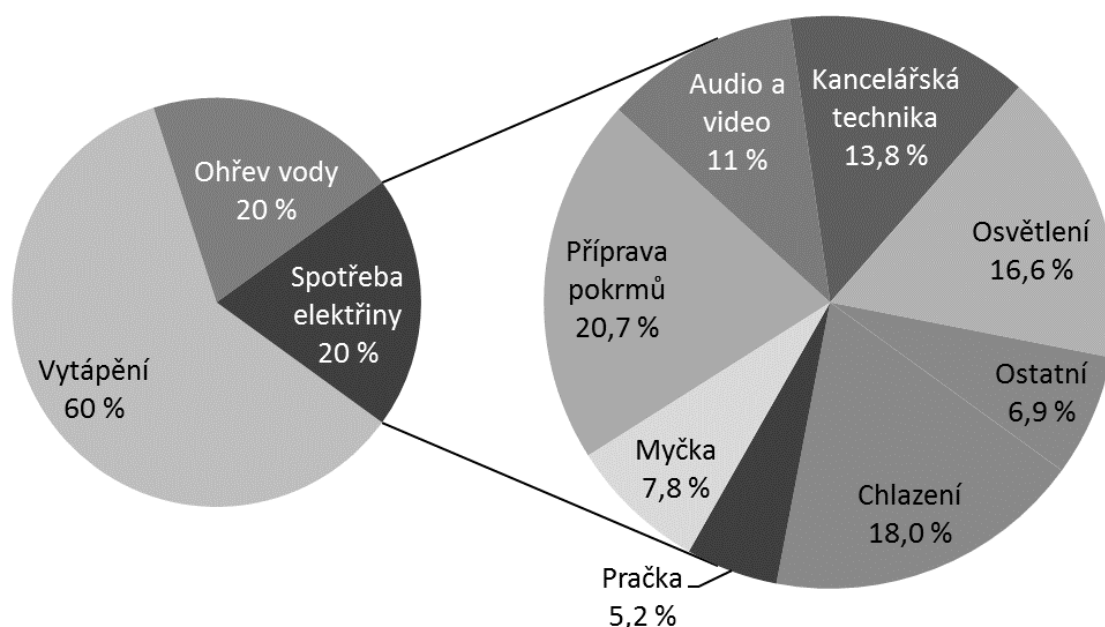 Ohřev vody
20 %
Spotřeba
elektřiny
20 %
Vytápění
60 %
Audio a
video
11 %
Kancelářská
technika
13,8 %
Osvětlení
16,6 %
Ostatní
6,9 %
Chlazení
18,0 %
Pračka
5,2 %
Myčka
7,8 %
Příprava
pokrmů
20,7 %